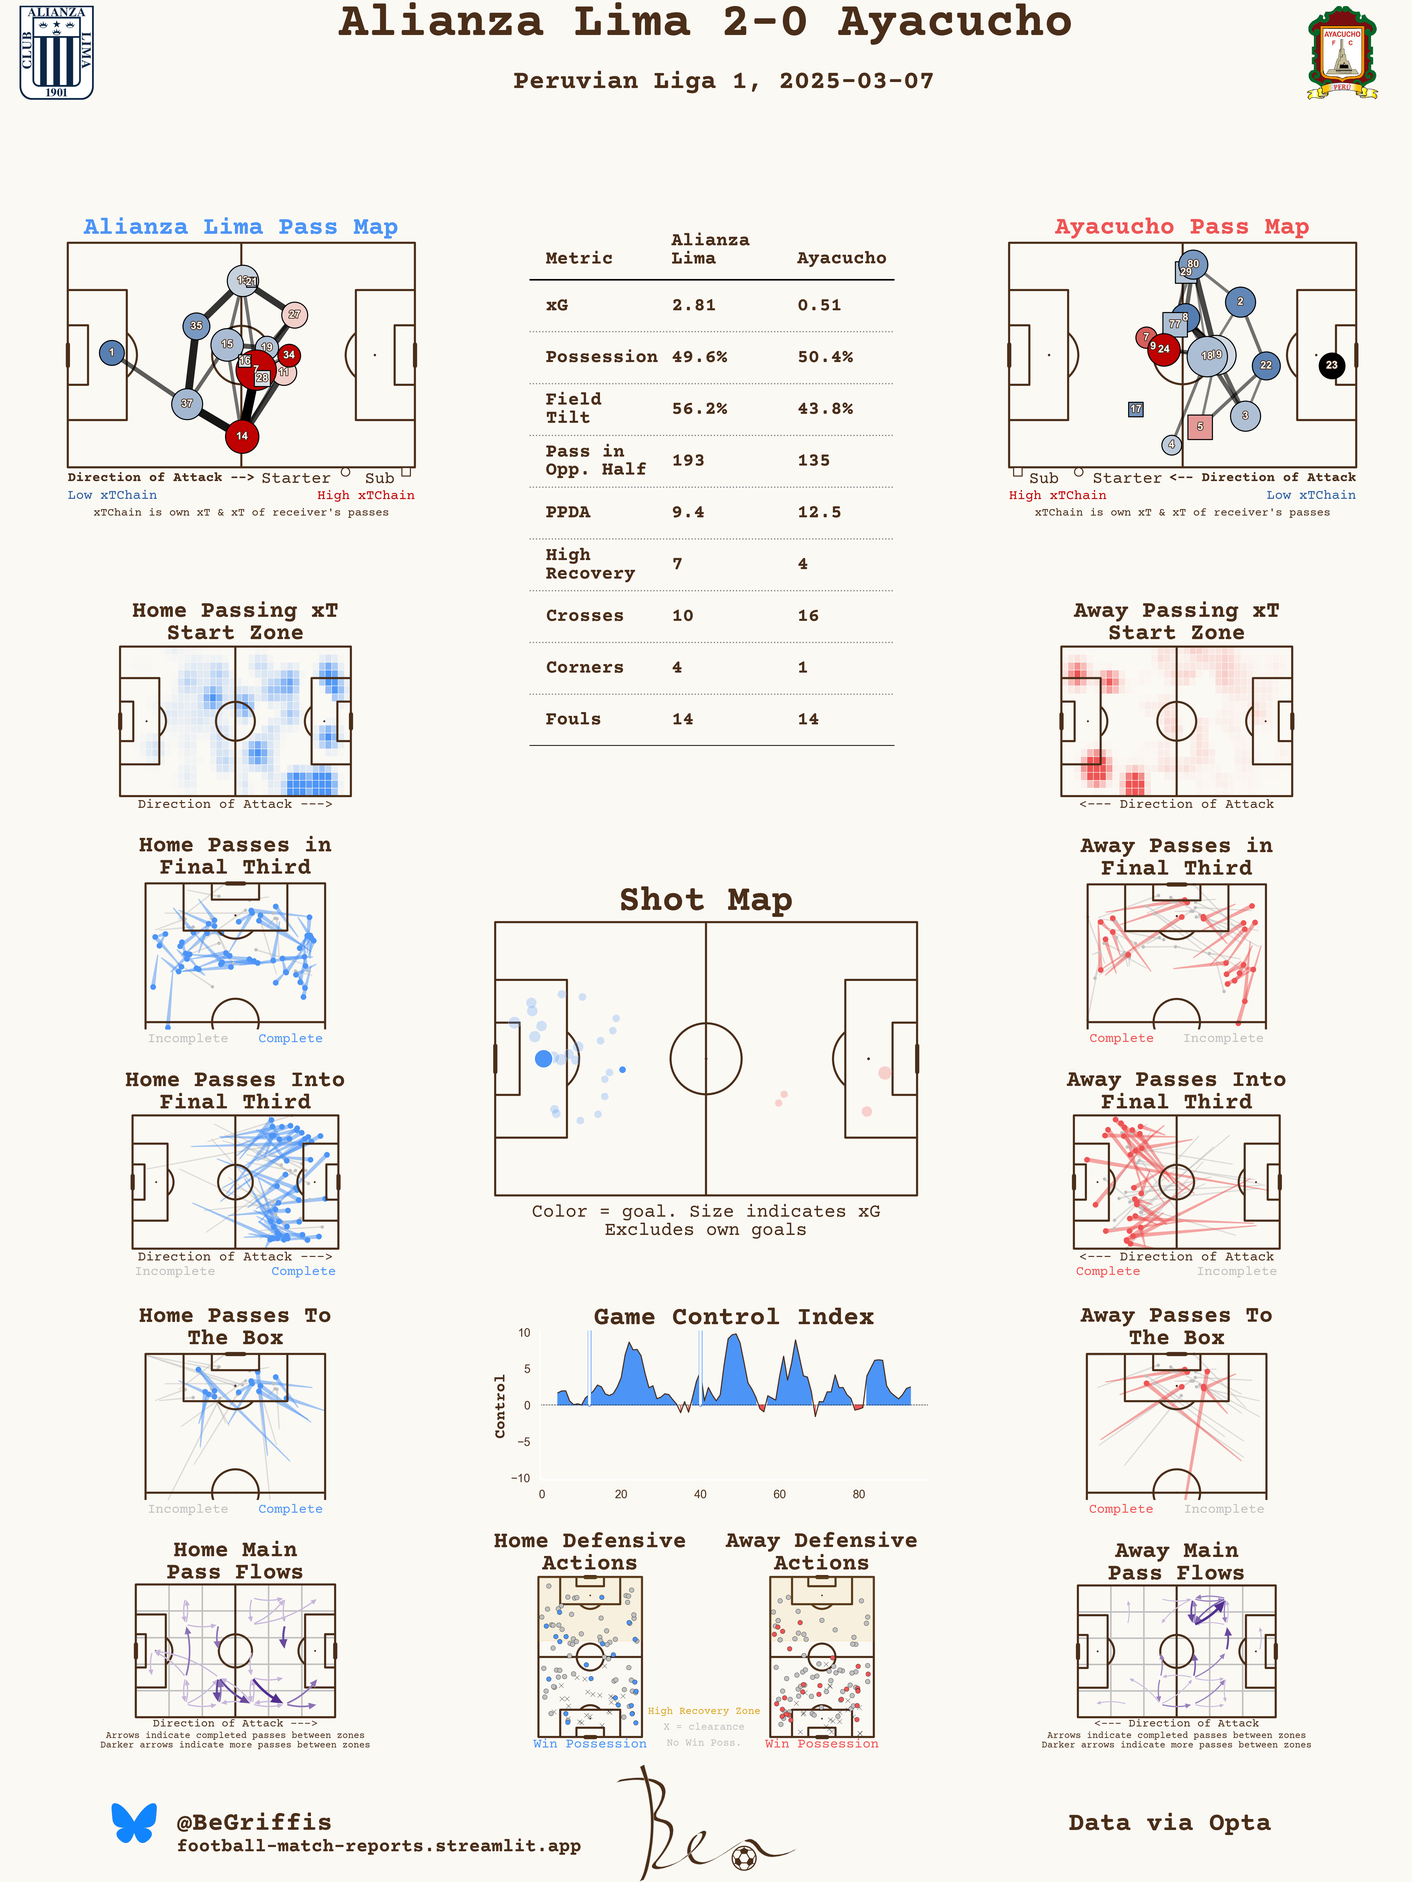 Alianza Lima 2-0 Ayacucho
Peruvian Liga 1, 2025-03-07
ALIANZA
CLUB
LIMA
1901
AYACUCHO
F C
PERÚ
Alianza Lima Pass Map
35
1
15
19
27
34
16
7
28
11
37
14
21
Direction of Attack --> Starter Sub
Low xTChain High xTChain
xTChain is own xT & xT of receiver's passes
Metric Alianza Lima Ayacucho
xG 2.81 0.51
Possession 49.6% 50.4%
Field Tilt 56.2% 43.8%
Pass in Opp. Half 193 135
PPDA 9.4 12.5
High Recovery 7 4
Crosses 10 16
Corners 4 1
Fouls 14 14
Ayacucho Pass Map
80
29
2
8
77
7
9
24
18
22
23
17
5
3
4
Sub Starter <-- Direction of Attack
High xTChain Low xTChain
xTChain is own xT & xT of receiver's passes
Home Passing xT
Start Zone
Direction of Attack --->
Away Passing xT
Start Zone
<--- Direction of Attack
Home Passes in
Final Third
Incomplete Complete
Away Passes in
Final Third
Complete Incomplete
Shot Map
Color = goal. Size indicates xG
Excludes own goals
Home Passes Into
Final Third
Direction of Attack --->
Incomplete Complete
Away Passes Into
Final Third
<--- Direction of Attack
Complete Incomplete
Home Passes To
The Box
Incomplete Complete
Game Control Index
Control
10
5
0
−5
−10
0 20 40 60 80
Away Passes To
The Box
Complete Incomplete
Home Main
Pass Flows
Direction of Attack --->
Arrows indicate completed passes between zones
Darker arrows indicate more passes between zones
Home Defensive
Actions
Win Possession
Away Defensive
Actions
Win Possession
High Recovery Zone
X = clearance
No Win Poss.
Away Main
Pass Flows
<--- Direction of Attack
Arrows indicate completed passes between zones
Darker arrows indicate more passes between zones
@BeGriffis
football-match-reports.streamlit.app
Ben
Data via Opta